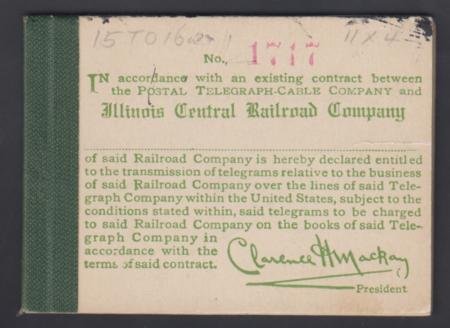 15 TO 16
11 X 4
No. 1717
IN accordance with an existing contract between
the POSTAL TELEGRAPH-CABLE COMPANY and
Illinois Central Railroad Company
of said Railroad Company is hereby declared entitled
to the transmission of telegrams relative to the business
of said Railroad Company over the lines of said Tele-
graph Company within the United States, subject to the
conditions stated within, said telegrams to be charged
to said Railroad Company on the books of said Tele-
graph Company in
accordance with the
terms of said contract.
Clarence H Mackay
President